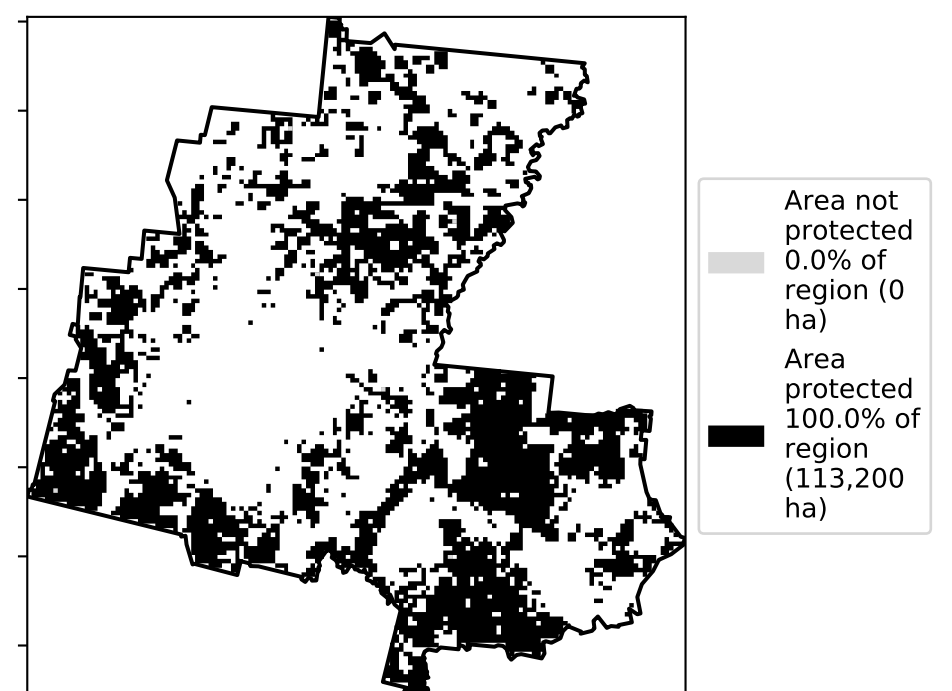 Area not
protected
0.0% of
region (0
ha)
Area
protected
100.0% of
region
(113,200
ha)